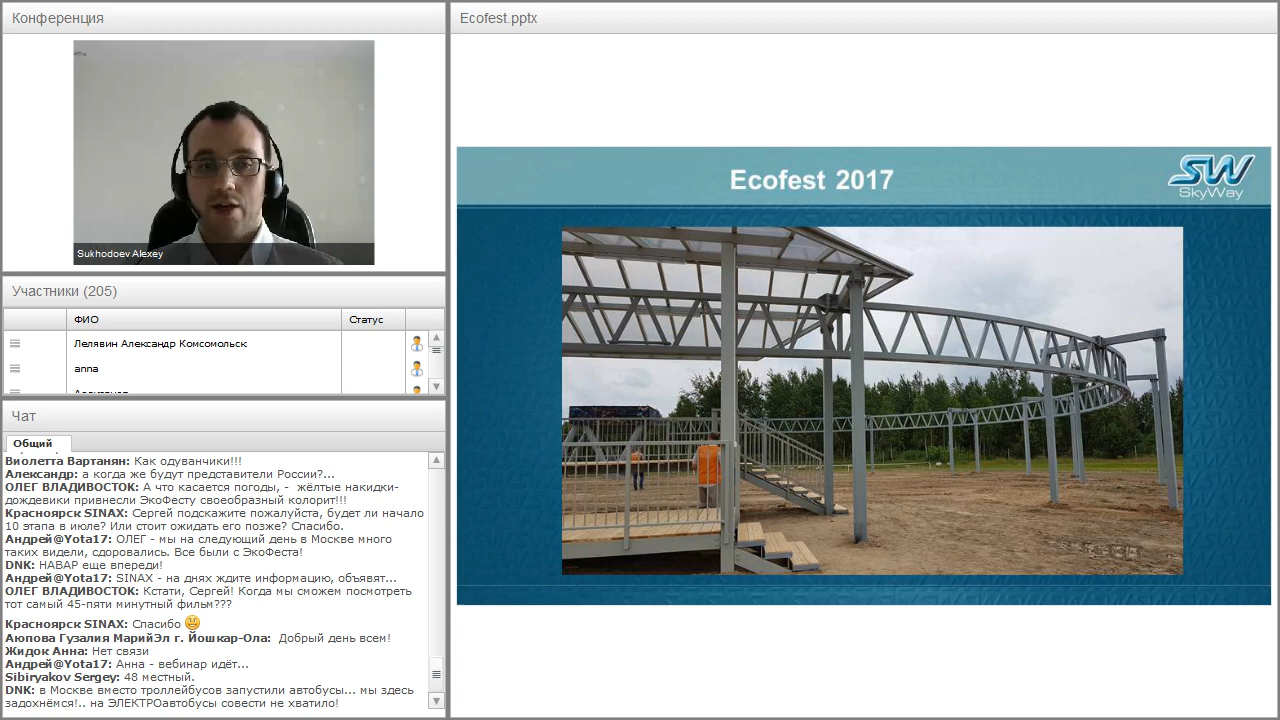 Конференция
Sukhodoev Alexey
Участники (205)
ФИО
Статус
Лелявин Александр Комсомольск
anna
Чат
Общий
Виолетта Вартанян: Как одуванчики!!!
Александр: а когда же будут представители России?...
ОЛЕГ ВЛАДИВОСТОК: А что касается погоды, - жёлтые накидки-
дождевики привнесли ЭкоФесту своеобразный колорит!!!
Красноярск SINAX: Сергей подскажите пожалуйста, будет ли начало
10 этапа в июле? Или стоит ожидать его позже? Спасибо.
Андрей@Yota17: ОЛЕГ - мы на следующий день в Москве много
таких видели, сдоровались. Все были с ЭкоФеста!
DNK: НАВАР еще впереди!
Андрей@Yota17: SINAX - на днях ждите информацию, объявят...
ОЛЕГ ВЛАДИВОСТОК: Кстати, Сергей! Когда мы сможем посмотреть
тот самый 45-пяти минутный фильм???
Красноярск SINAX: Спасибо
Аюпова Гузалия МарийЭл г. Йошкар-Ола: Добрый день всем!
Жидок Анна: Нет связи
Андрей@Yota17: Анна - вебинар идёт...
Sibiryakov Sergey: 48 местный.
DNK: в Москве вместо троллейбусов запустили автобусы... мы здесь
задохнёмся!.. на ЭЛЕКТРОавтобусы совести не хватило!
Ecofest.pptx
Ecofest 2017
SW
SkyWay